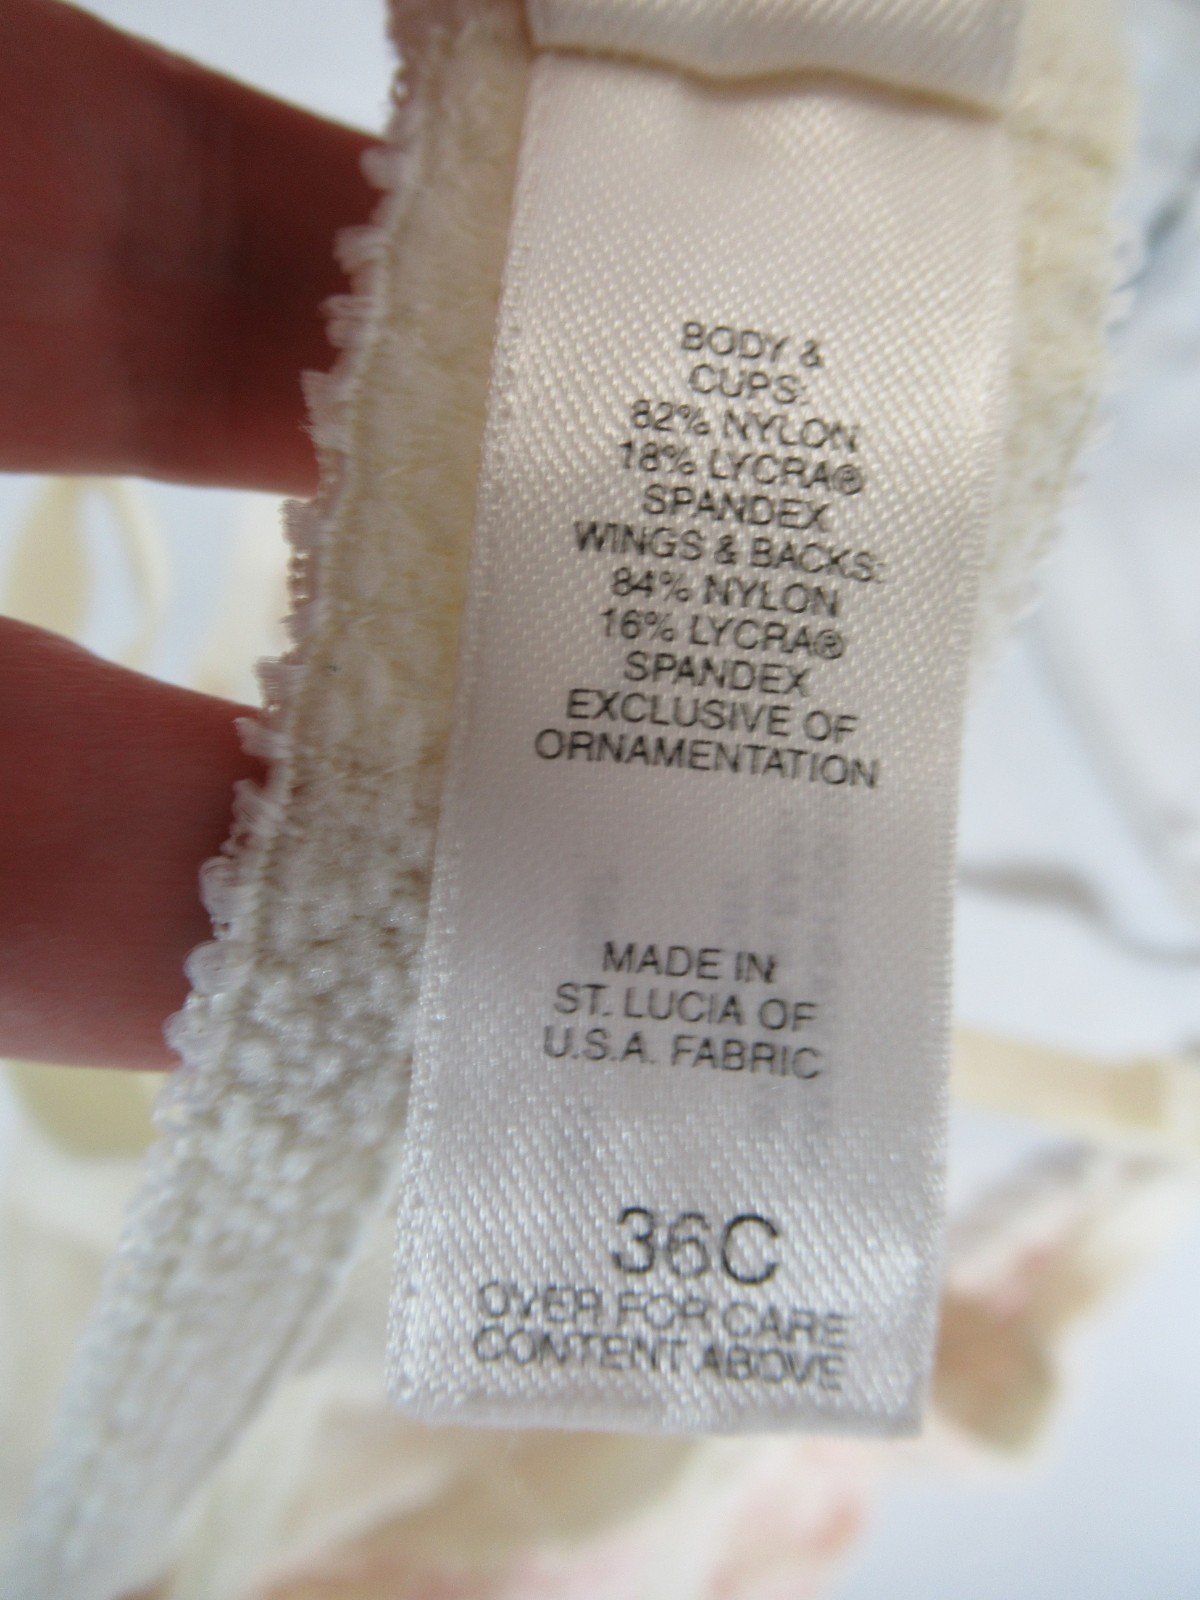 BODY &
CUPS:
82% NYLON
18% LYCRA®
SPANDEX
WINGS & BACKS:
84% NYLON
16% LYCRA®
SPANDEX
EXCLUSIVE OF
ORNAMENTATION
MADE IN
ST. LUCIA OF
U.S.A. FABRIC
36C
OVER FOR CARE
CONTENT ABOVE